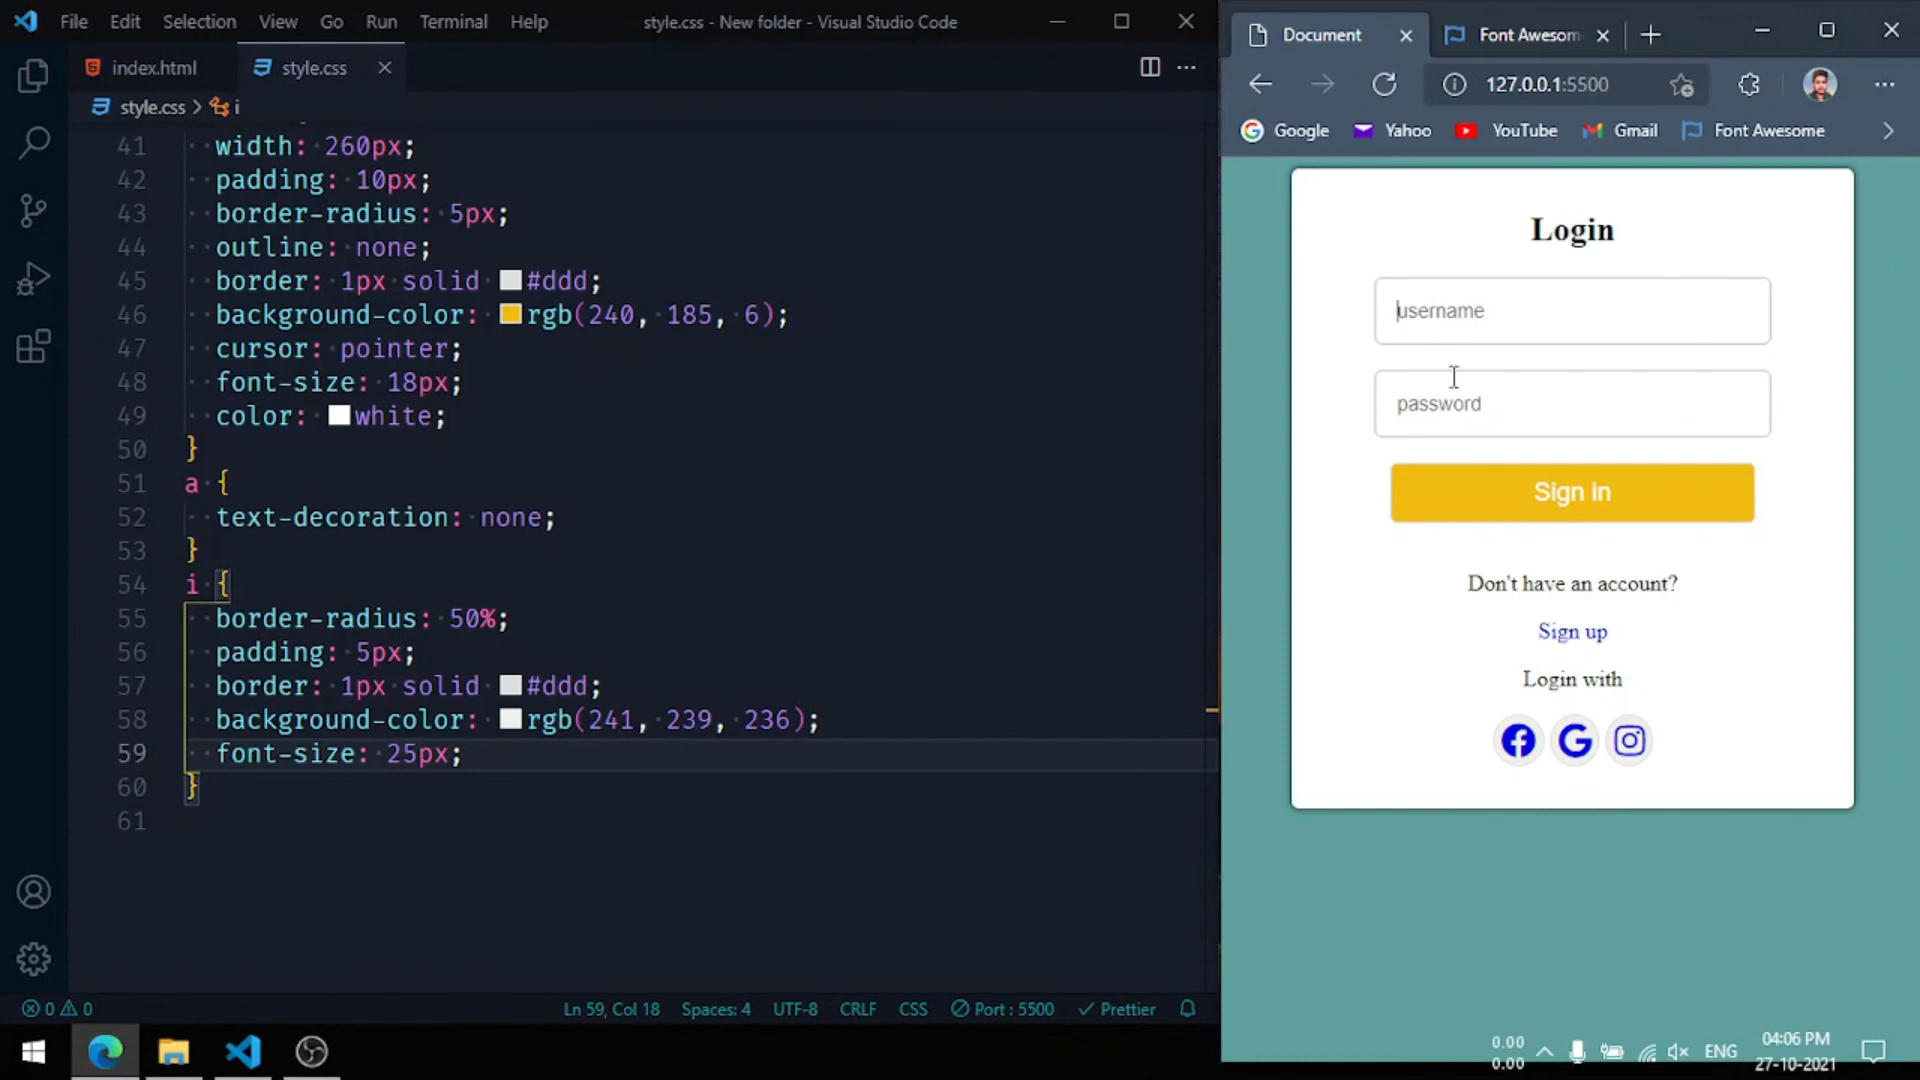 File Edit Selection View Go Run Terminal Help style.css - New folder - Visual Studio Code
index.html style.css
style.css > i
41 width: 260px;
42 padding: 10px;
43 border-radius: 5px;
44 outline: none;
45 border: 1px solid #ddd;
46 background-color: rgb(240, 185, 6);
47 cursor: pointer;
48 font-size: 18px;
49 color: white;
50 }
51 a {
52 text-decoration: none;
53 }
54 i {
55 border-radius: 50%;
56 padding: 5px;
57 border: 1px solid #ddd;
58 background-color: rgb(241, 239, 236);
59 font-size: 25px;
60 }
61
0 0 Ln 59, Col 18 Spaces: 4 UTF-8 CRLF CSS Port : 5500 Prettier
Document Font Awesom
127.0.0.1:5500
Google Yahoo YouTube Gmail Font Awesome
Login
username
password
Sign in
Don't have an account?
Sign up
Login with
0.00
0.00
ENG
04:06 PM
27-10-2021